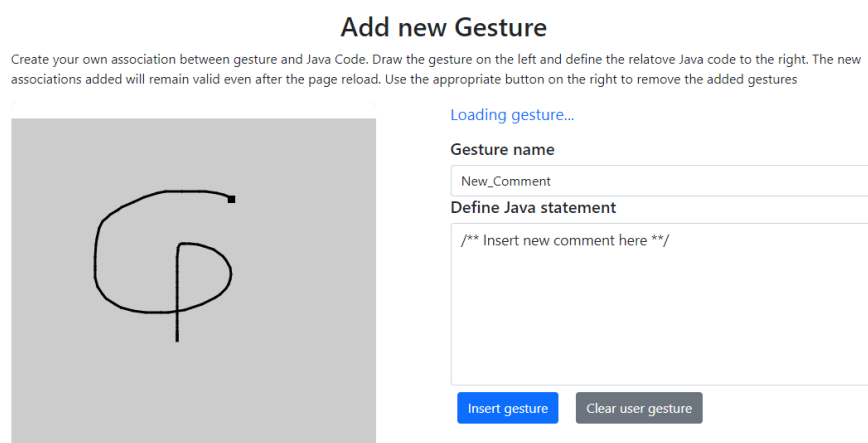 Add new Gesture
Create your own association between gesture and Java Code. Draw the gesture on the left and define the relatove Java code to the right. The new
associations added will remain valid even after the page reload. Use the appropriate button on the right to remove the added gestures
Loading gesture...
Gesture name
New_Comment
Define Java statement
/** Insert new comment here **/
Insert gesture
Clear user gesture